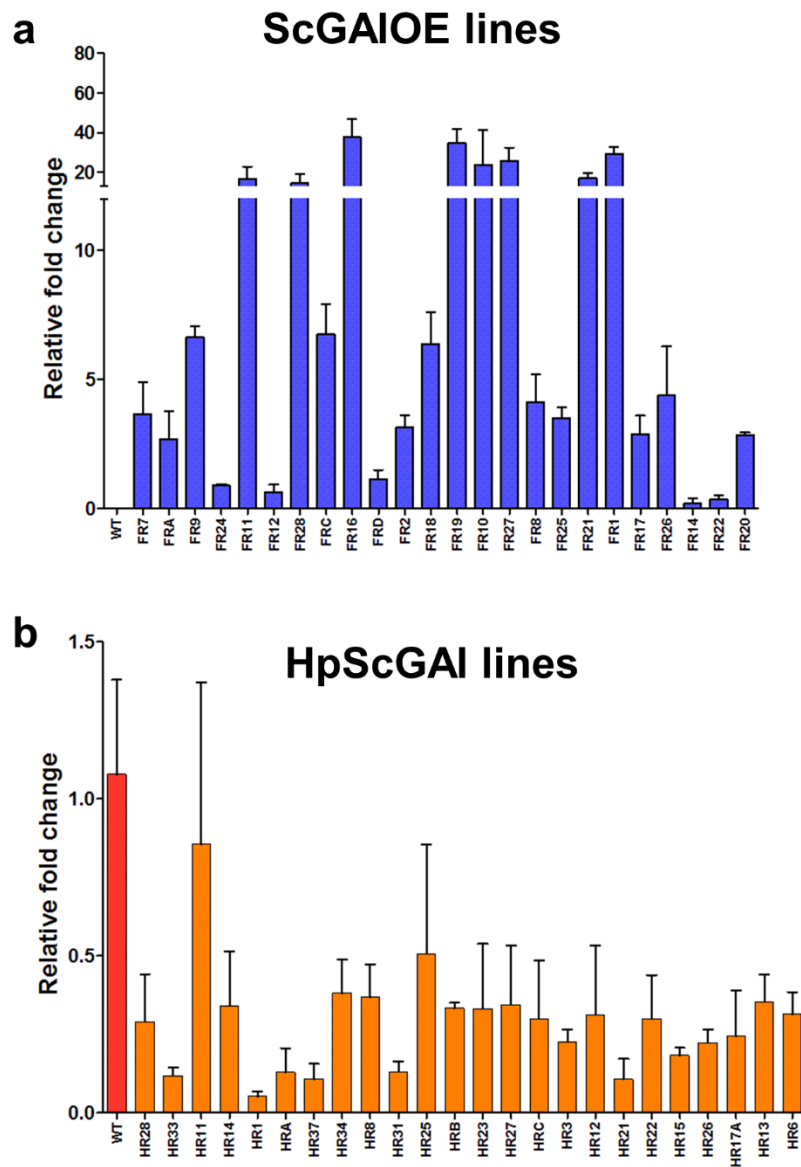 a
ScGAIOE lines
80
60
40
20
10
5
0
Relative fold change
WT
FR7
FRA
FR9
FR24
FR11
FR12
FR28
FRC
FR16
FRD
FR2
FR18
FR19
FR10
FR27
FR8
FR25
FR21
FR1
FR17
FR26
FR14
FR22
FR20
b
HpScGAI lines
1.5
1.0
0.5
0.0
Relative fold change
WT
HR28
HR33
HR11
HR14
HR1
HRA
HR37
HR34
HR8
HR31
HR25
HRB
HR23
HR27
HRC
HR3
HR12
HR21
HR22
HR15
HR26
HR17A
HR13
HR6